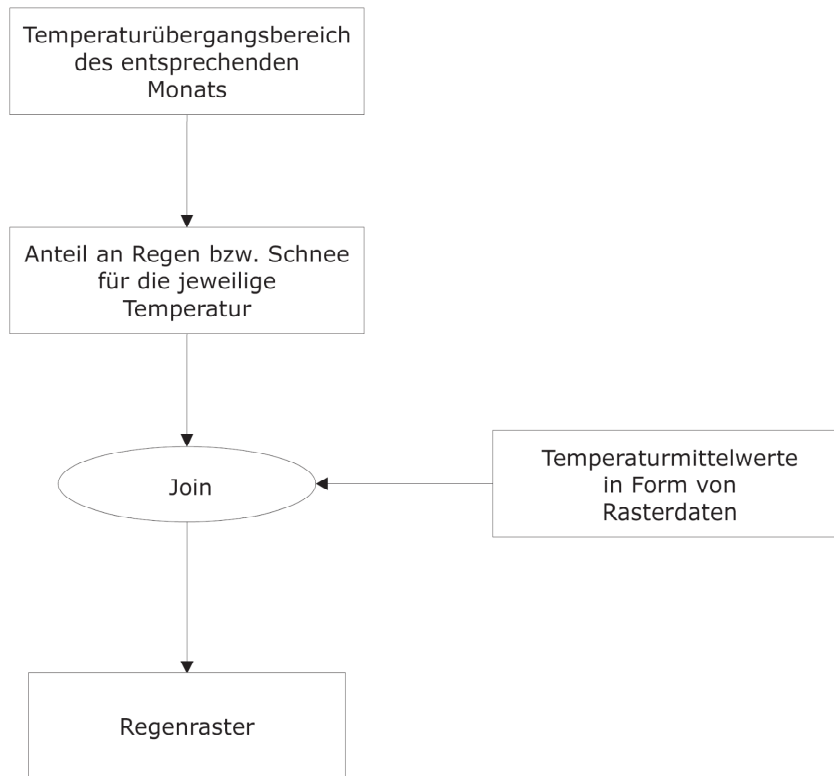 Temperaturübergangsbereich
des entsprechenden
Monats
Anteil an Regen bzw. Schnee
für die jeweilige
Temperatur
Join
Temperaturmittelwerte
in Form von
Rasterdaten
Regenraster